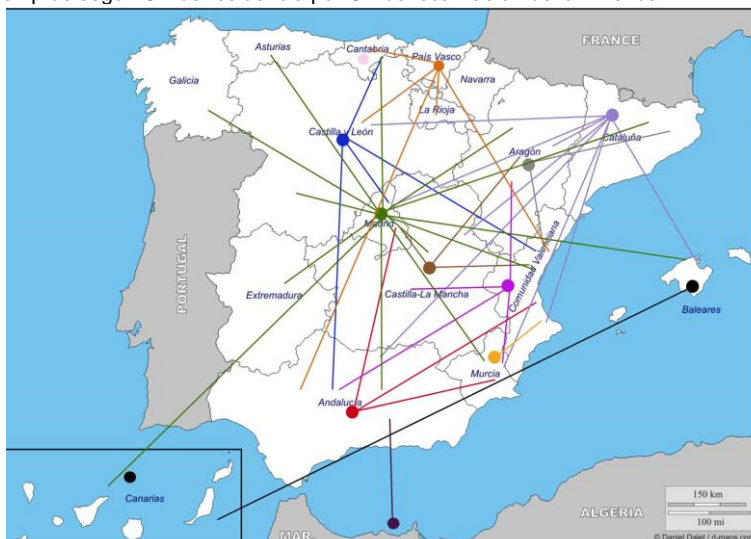 FRANCE
Asturias
Cantabria
País Vasco
Galicia
Navarra
La Rioja
Castilla y León
Cataluña
Aragón
Madrid
PORTUGAL
Comunidad Valenciana
Extremadura
Castilla-La Mancha
Baleares
Murcia
Andalucía
Canarias
150 km
100 mi
ALGERIA
MAR
© Daniel Dalet / d-maps.com